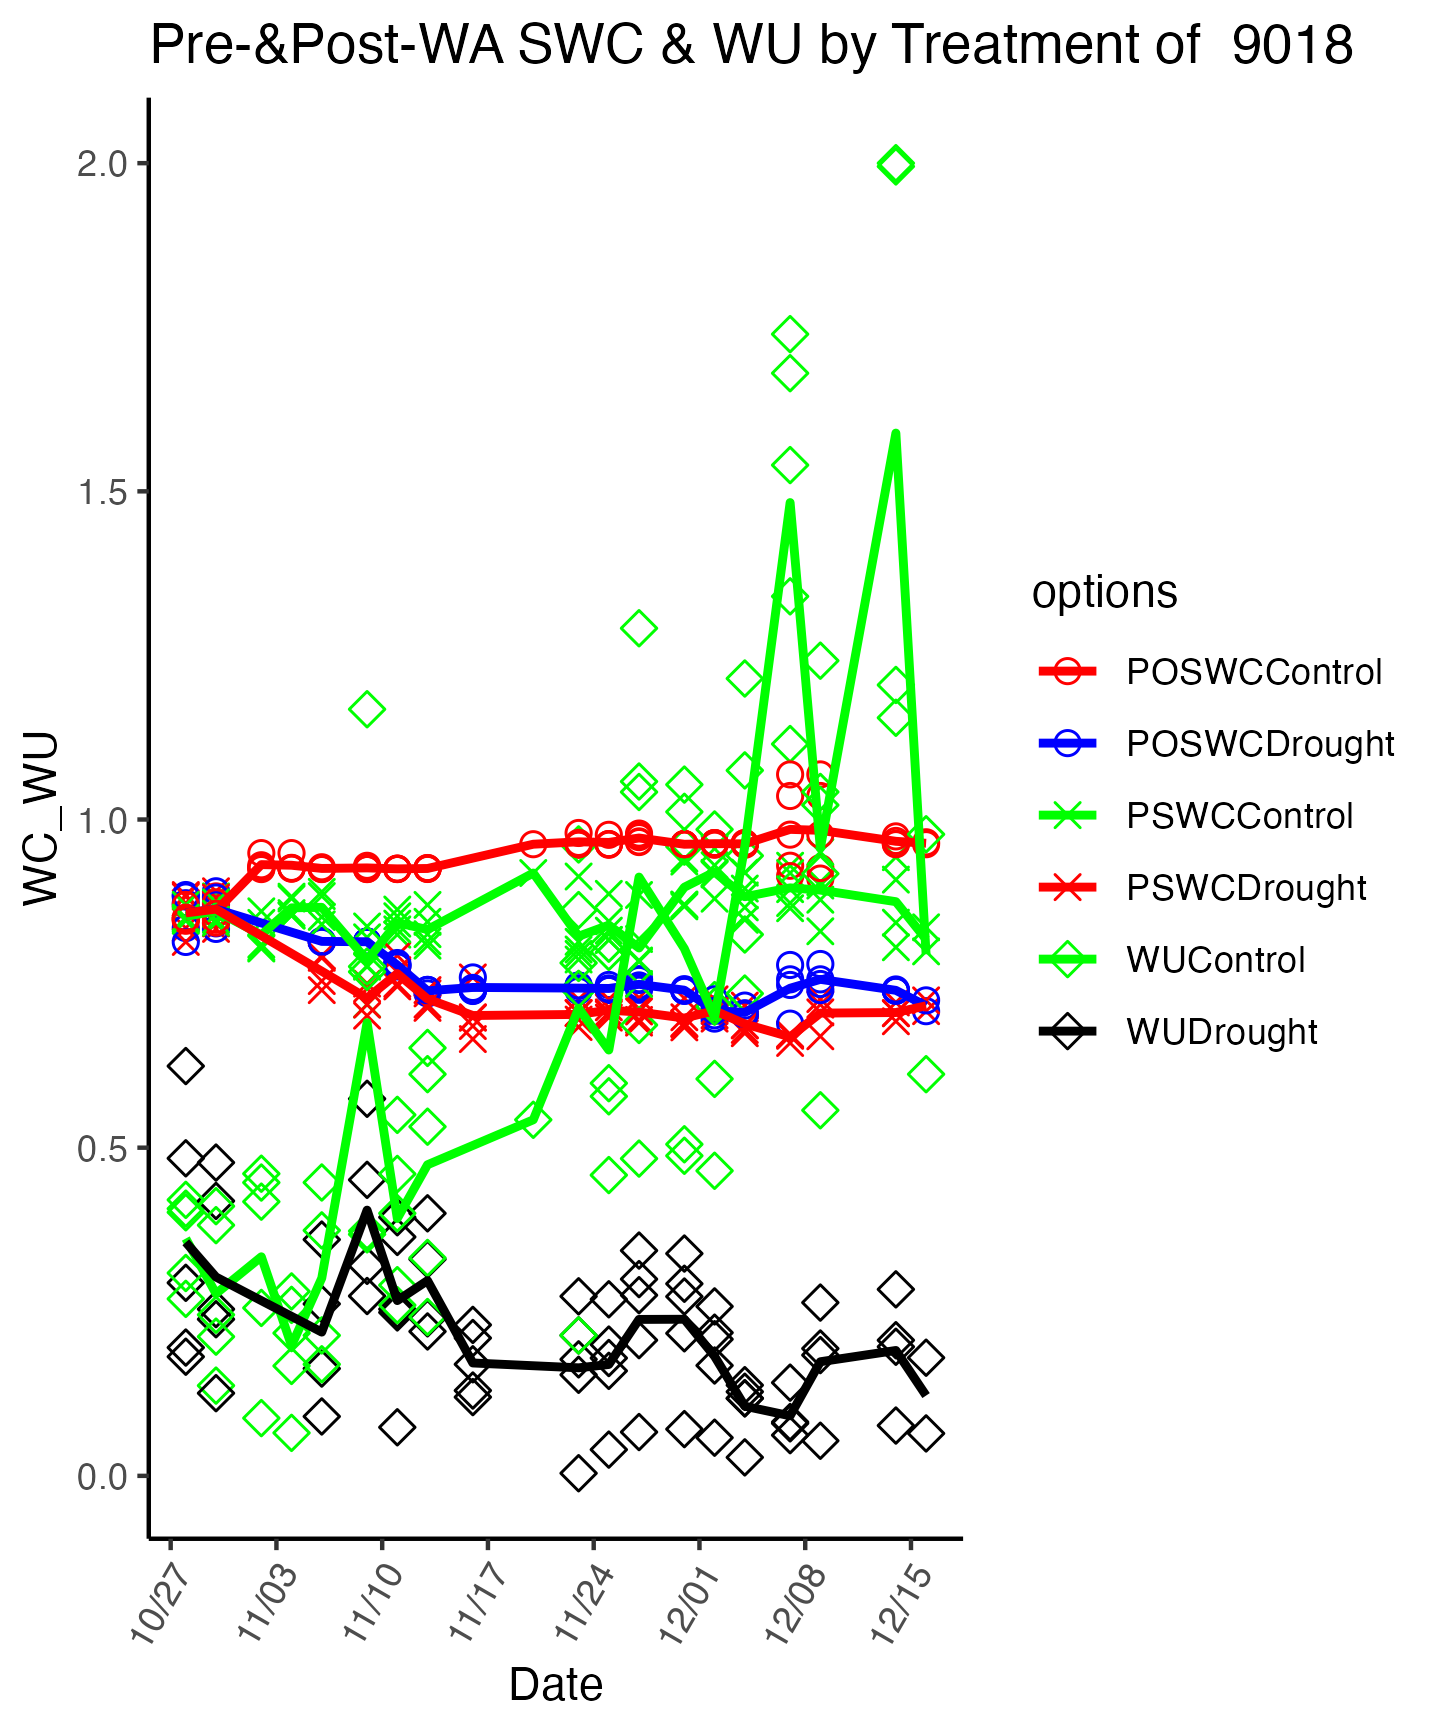 Pre-&Post-WA SWC & WU by Treatment of  9018
WC_WU
2.0
1.5
1.0
0.5
0.0
10/27
11/03
11/10
11/17
11/24
12/01
12/08
12/15
Date
options
POSWCControl
POSWCDrought
PSWCControl
PSWCDrought
WUControl
WUDrought